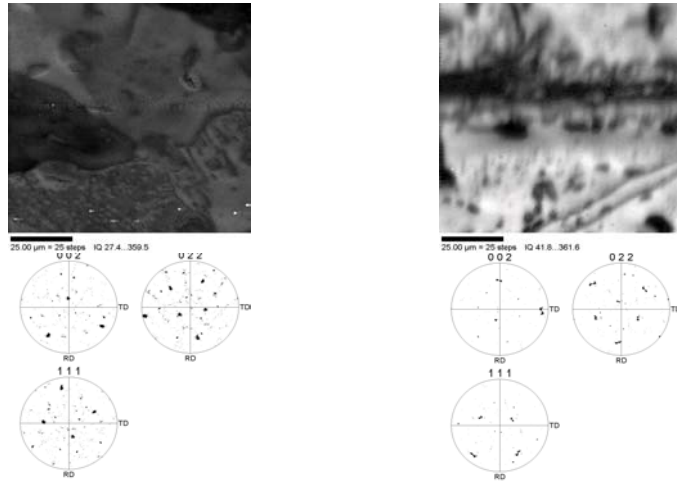 25.00 µm = 25 steps IQ 27.4...359.5
0 0 2
0 2 2
TD
TD
RD
RD
1 1 1
TD
RD
25.00 µm = 25 steps IQ 41.8...361.6
0 0 2
0 2 2
TD
RD
RD
1 1 1
TD
RD